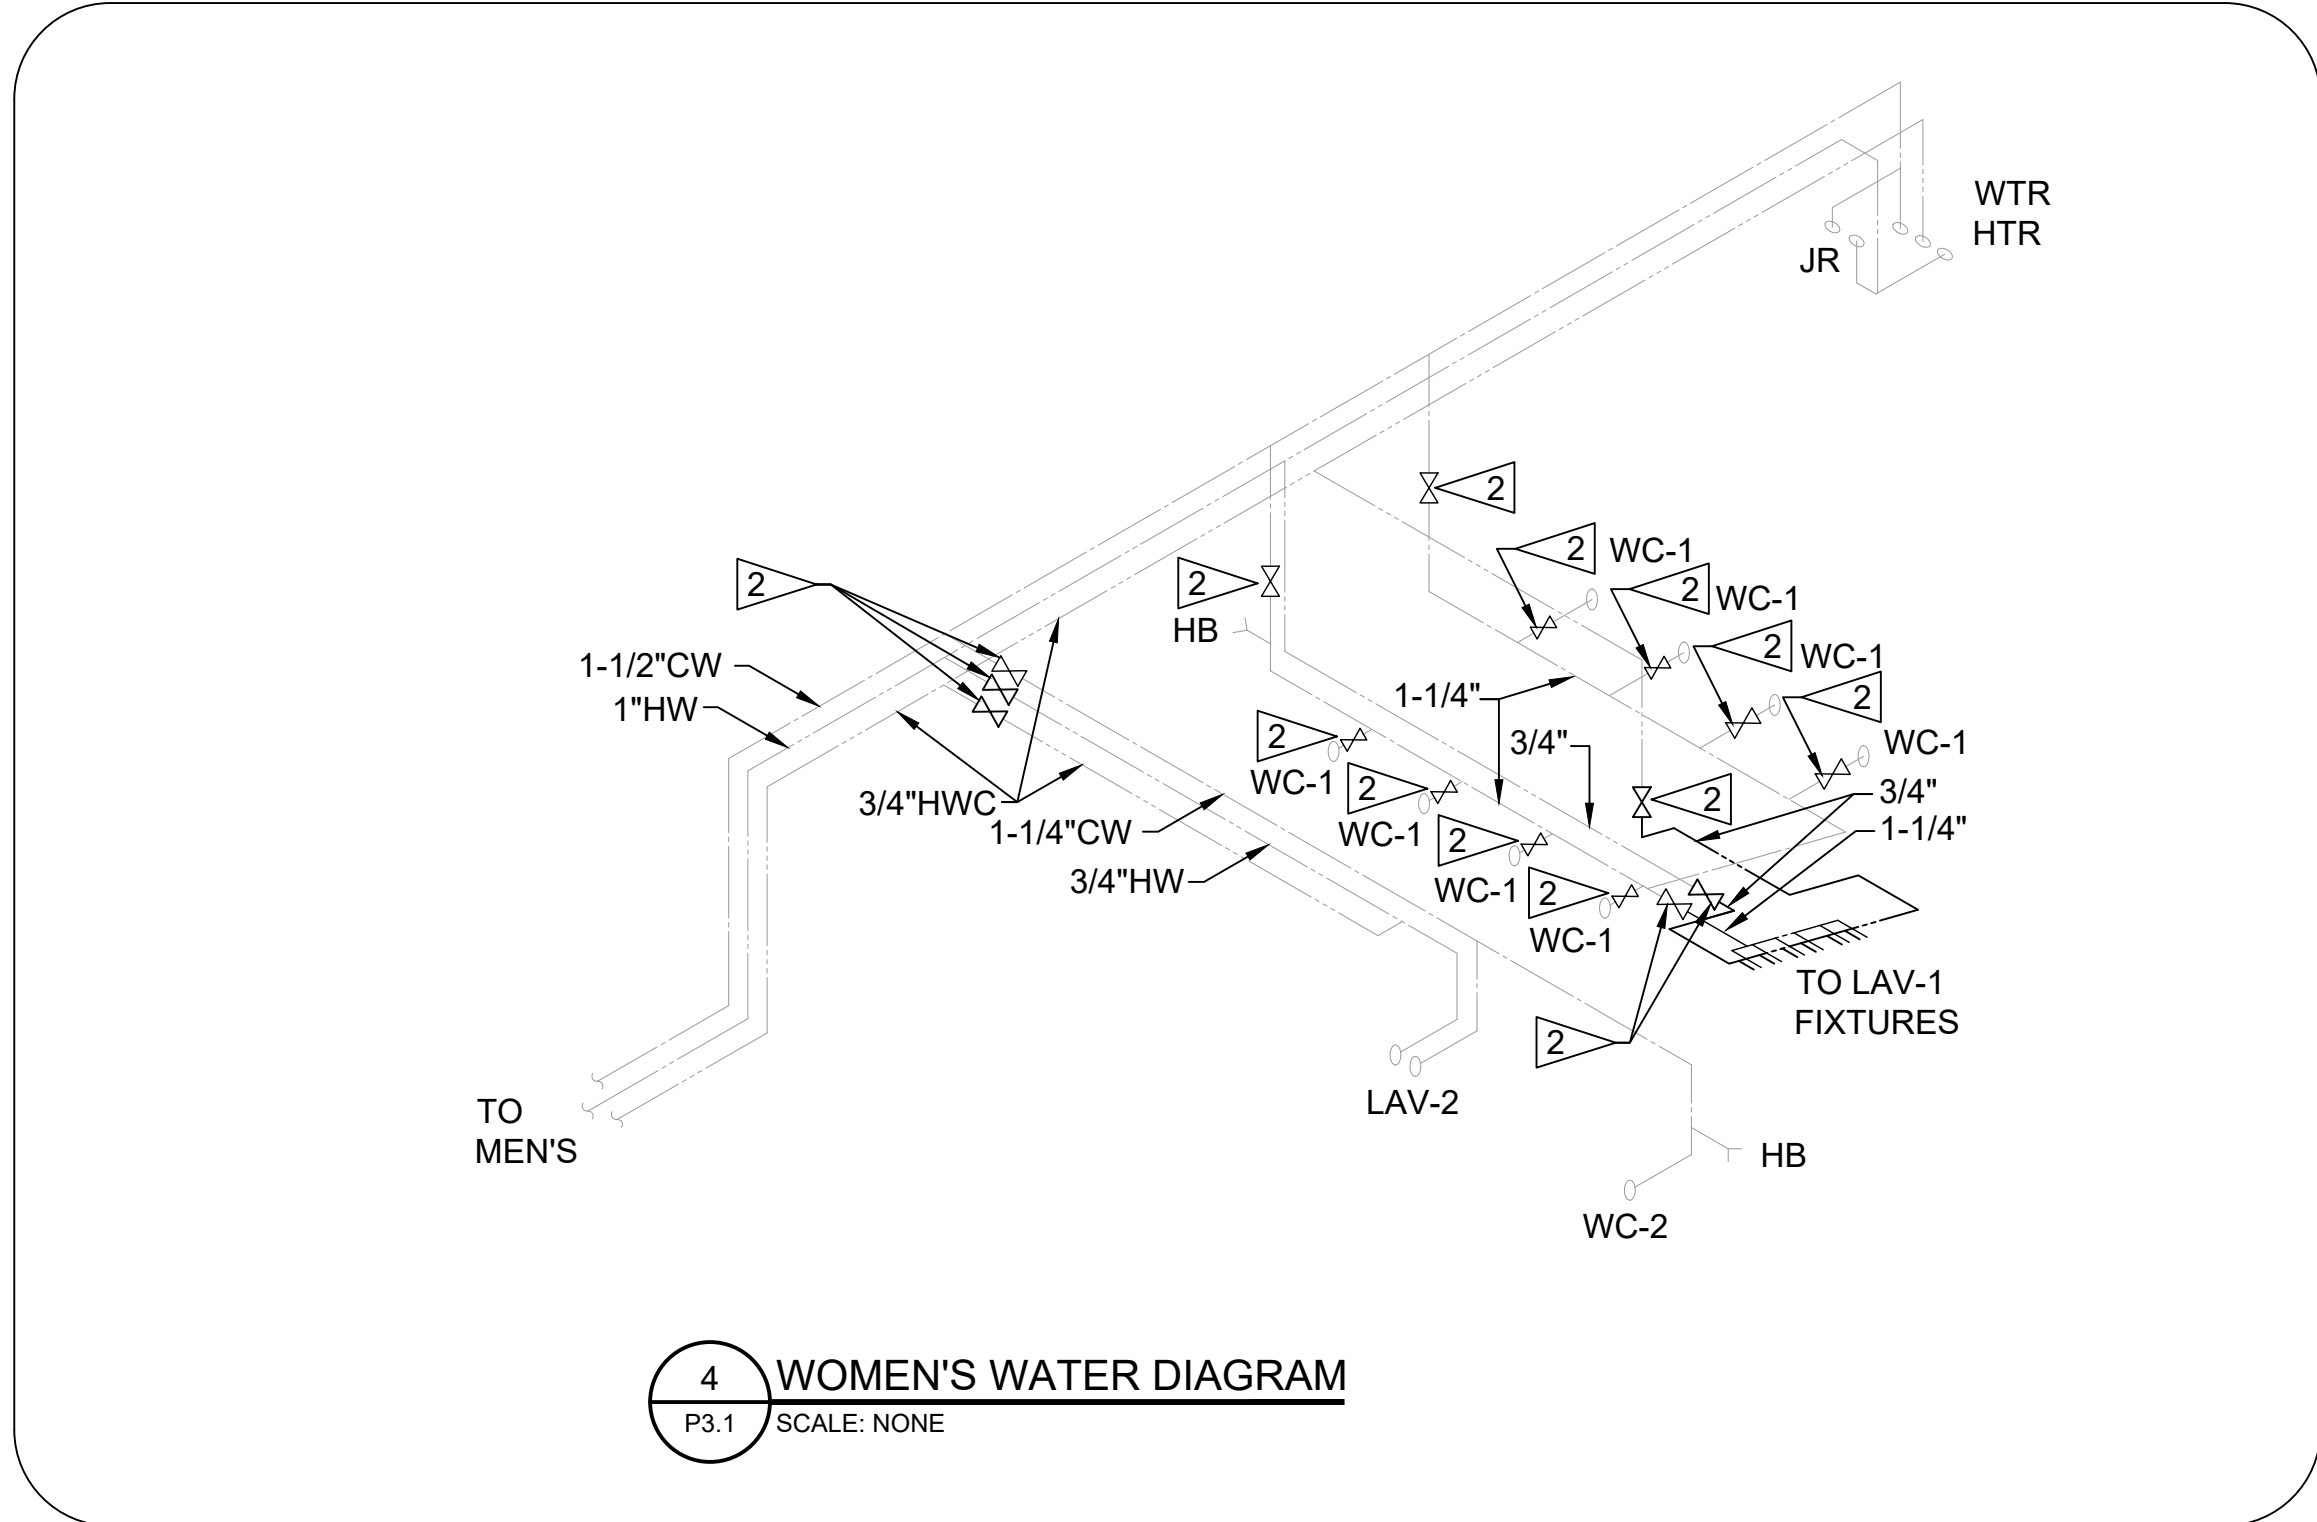 WTR
HTR
JR
2
2
WC-1
2
2
WC-1
2
HB
2
WC-1
1-1/2"CW
2
1"HW
1-1/4"
2
WC-1
3/4"
WC-1
2
2
3/4"HWC
2
3/4"
1-1/4"CW
WC-1
1-1/4"
2
3/4"HW
WC-1
2
WC-1
TO LAV-1
FIXTURES
2
LAV-2
TO
MEN'S
HB
WC-2
4
P3.1
WOMEN'S WATER DIAGRAM
SCALE: NONE